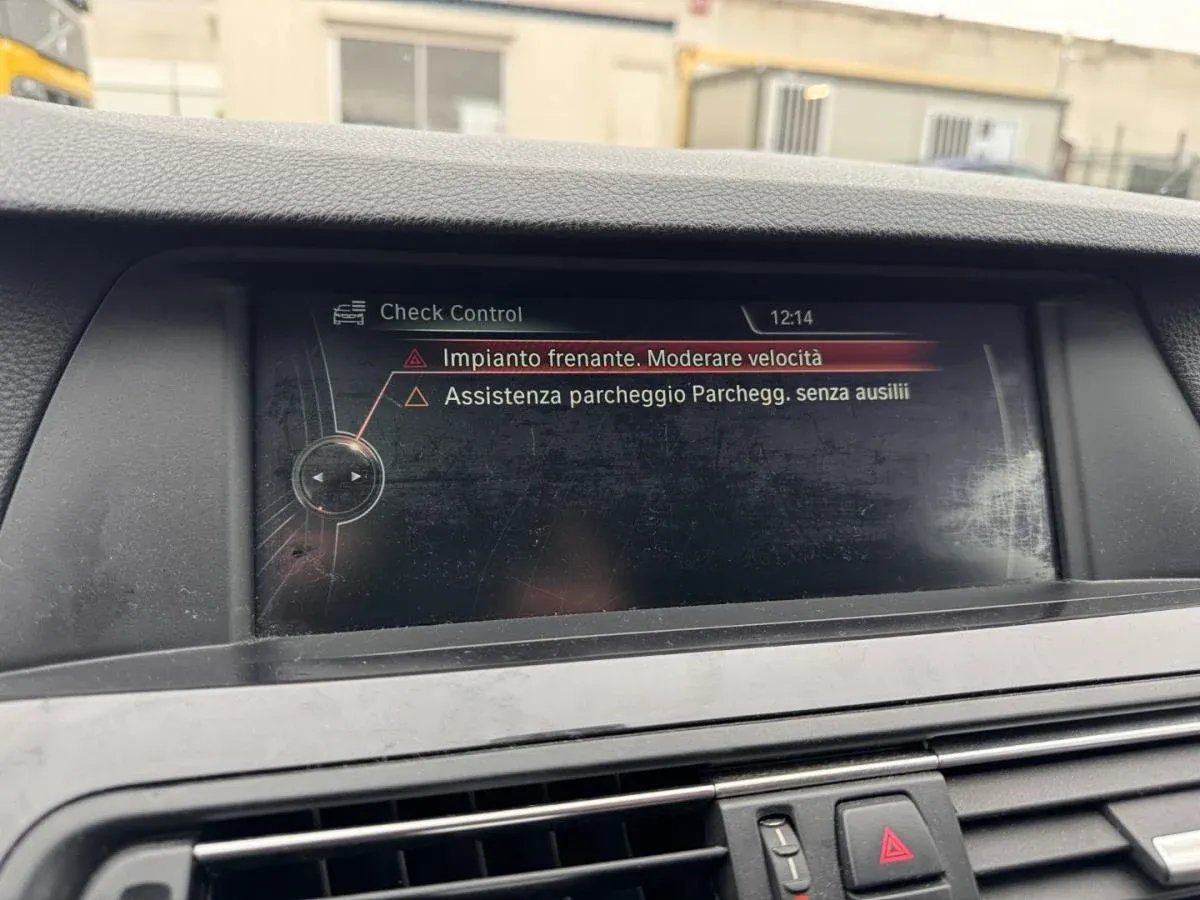 Check Control
12:14
Impianto frenante. Moderare velocità
Assistenza parcheggio Parchegg. senza ausilii